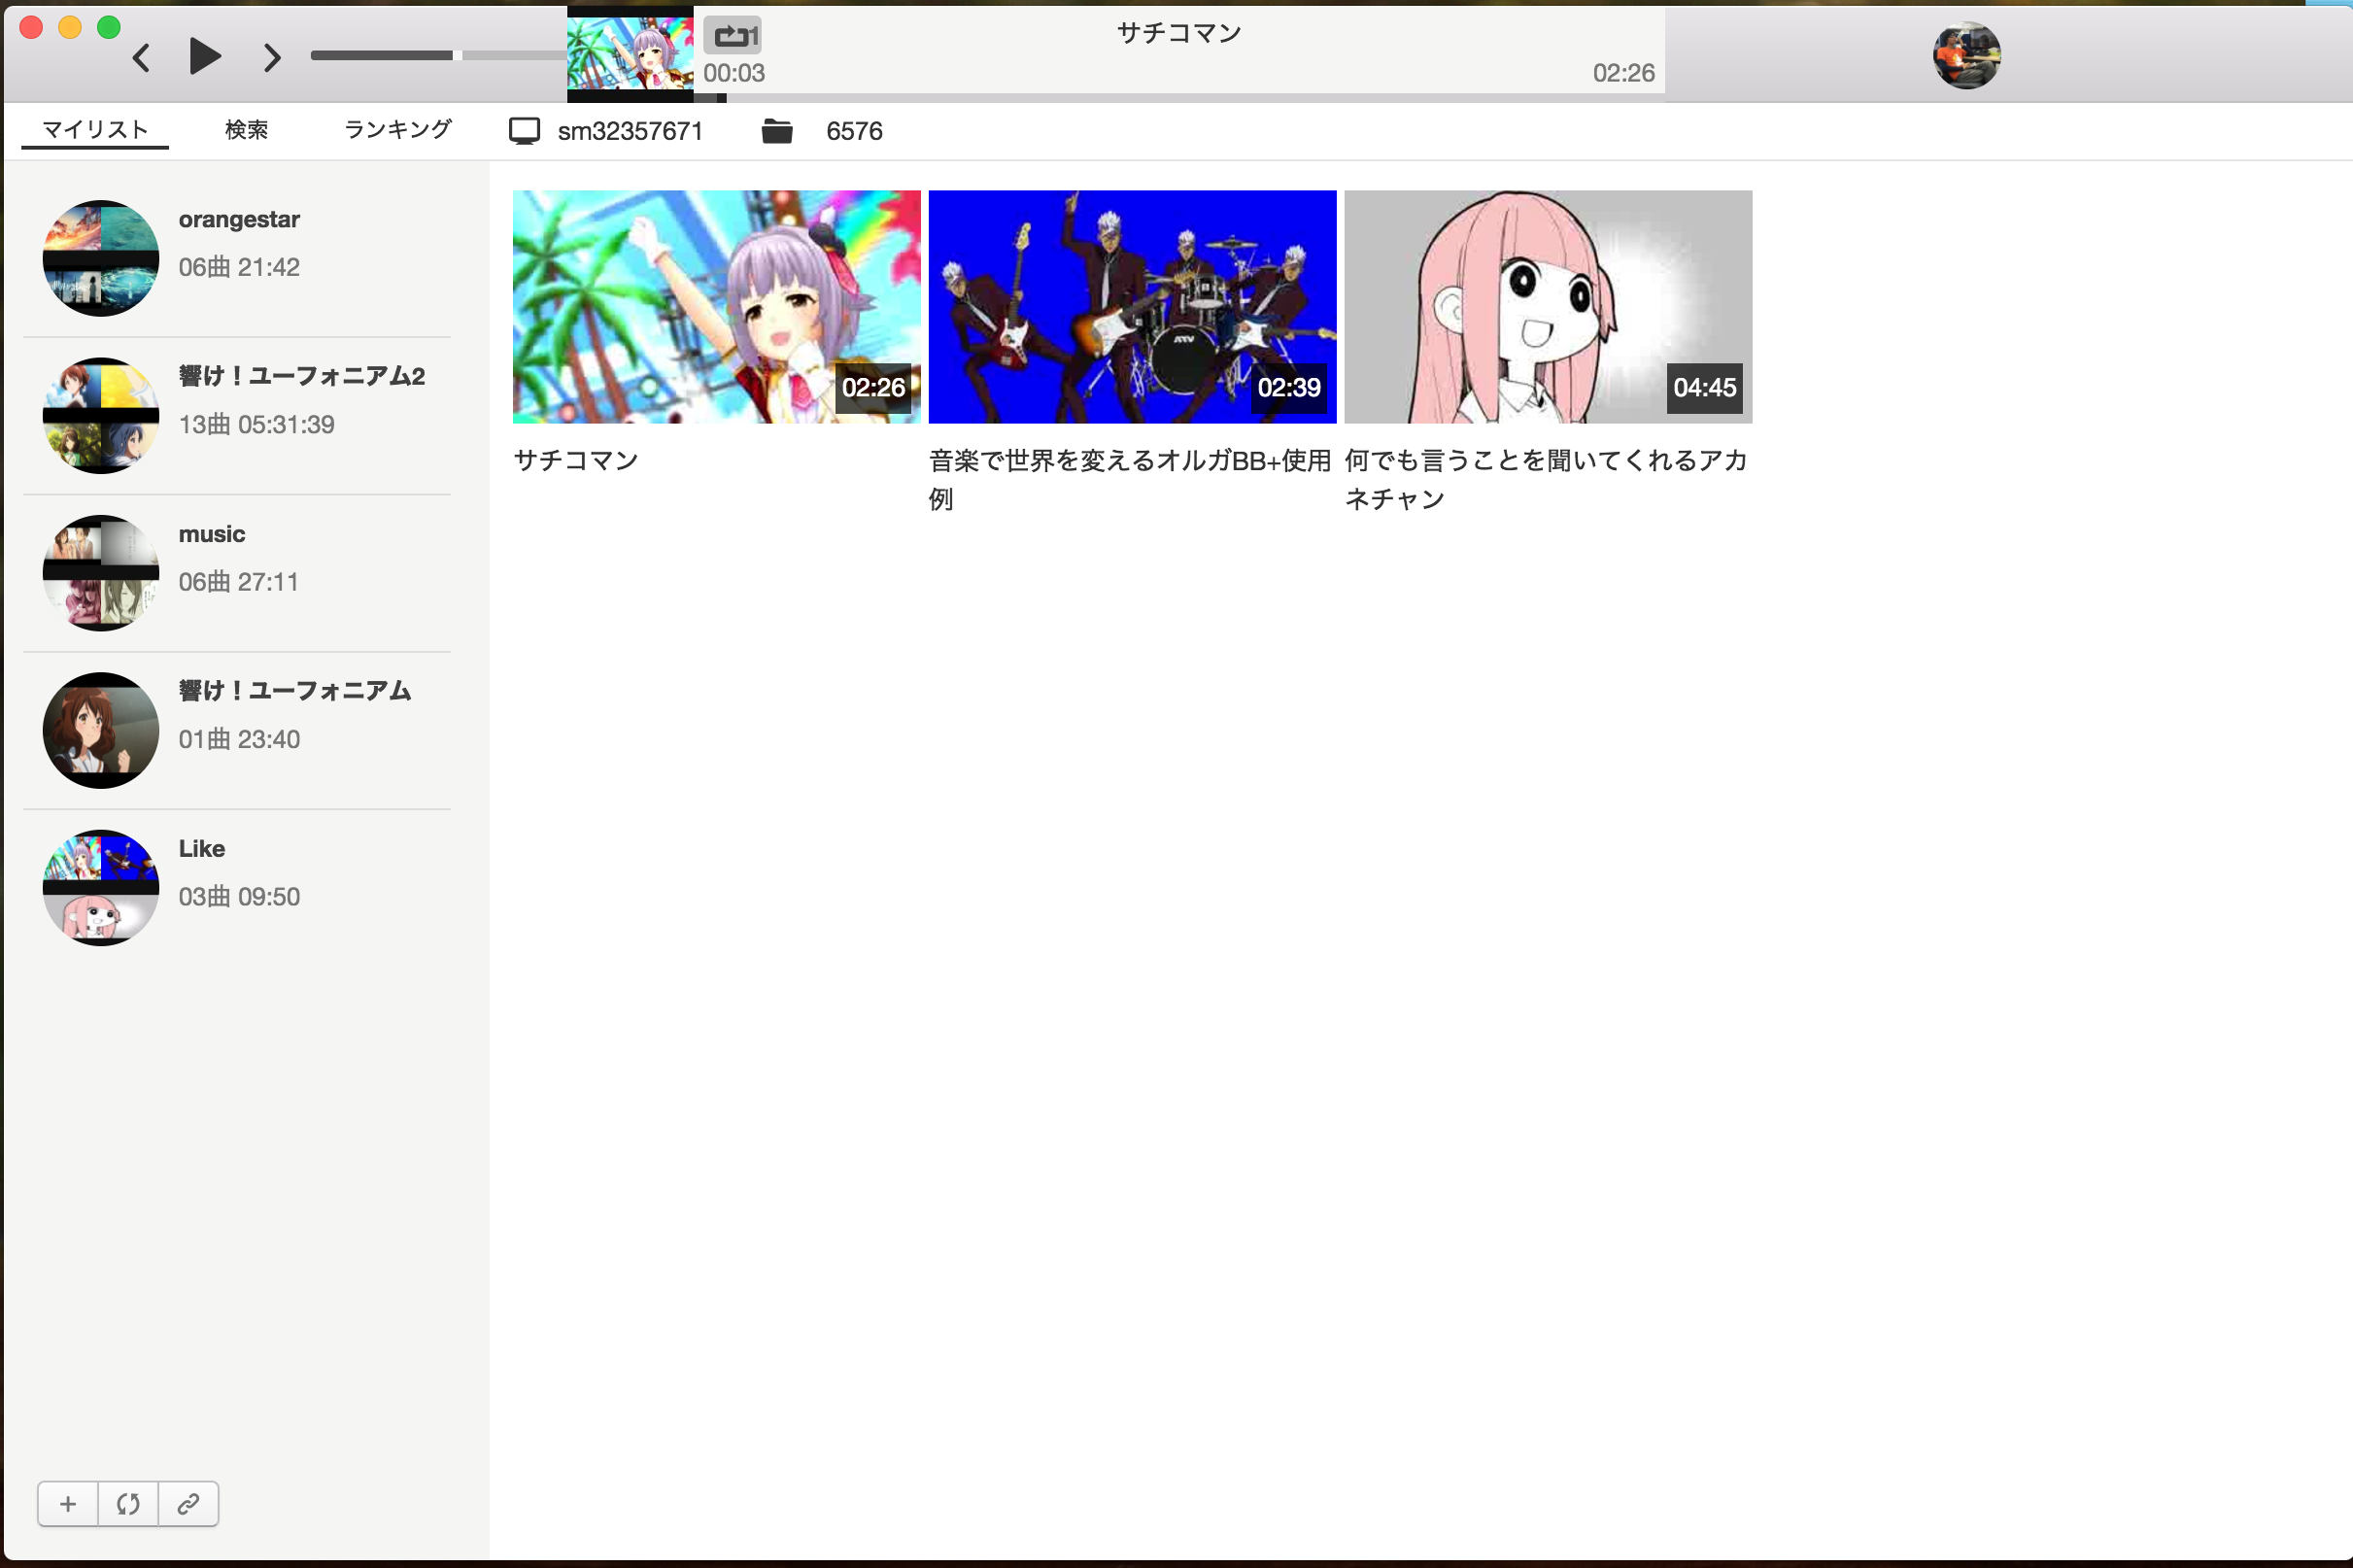 サチコマン
1
00:03
02:26
マイリスト
検索
ランキング
sm32357671
6576
orangestar
06曲 21:42
響け！ユーフォニアム2
13曲 05:31:39
music
06曲 27:11
響け！ユーフォニアム
01曲 23:40
Like
03曲 09:50
02:26
サチコマン
02:39
音楽で世界を変えるオルガBB+使用
例
04:45
何でも言うことを聞いてくれるアカ
ネチャン